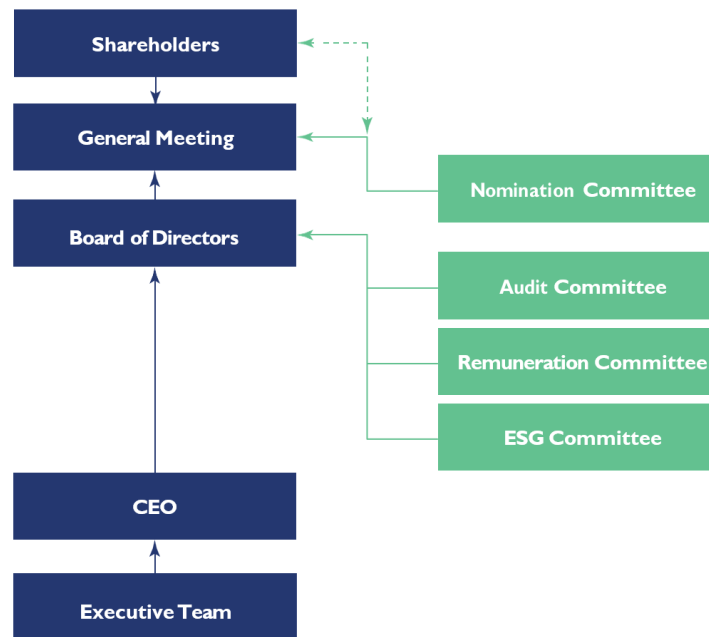 Shareholders
General Meeting
Nomination Committee
Board of Directors
Audit Committee
Remuneration Committee
ESG Committee
CEO
Executive Team